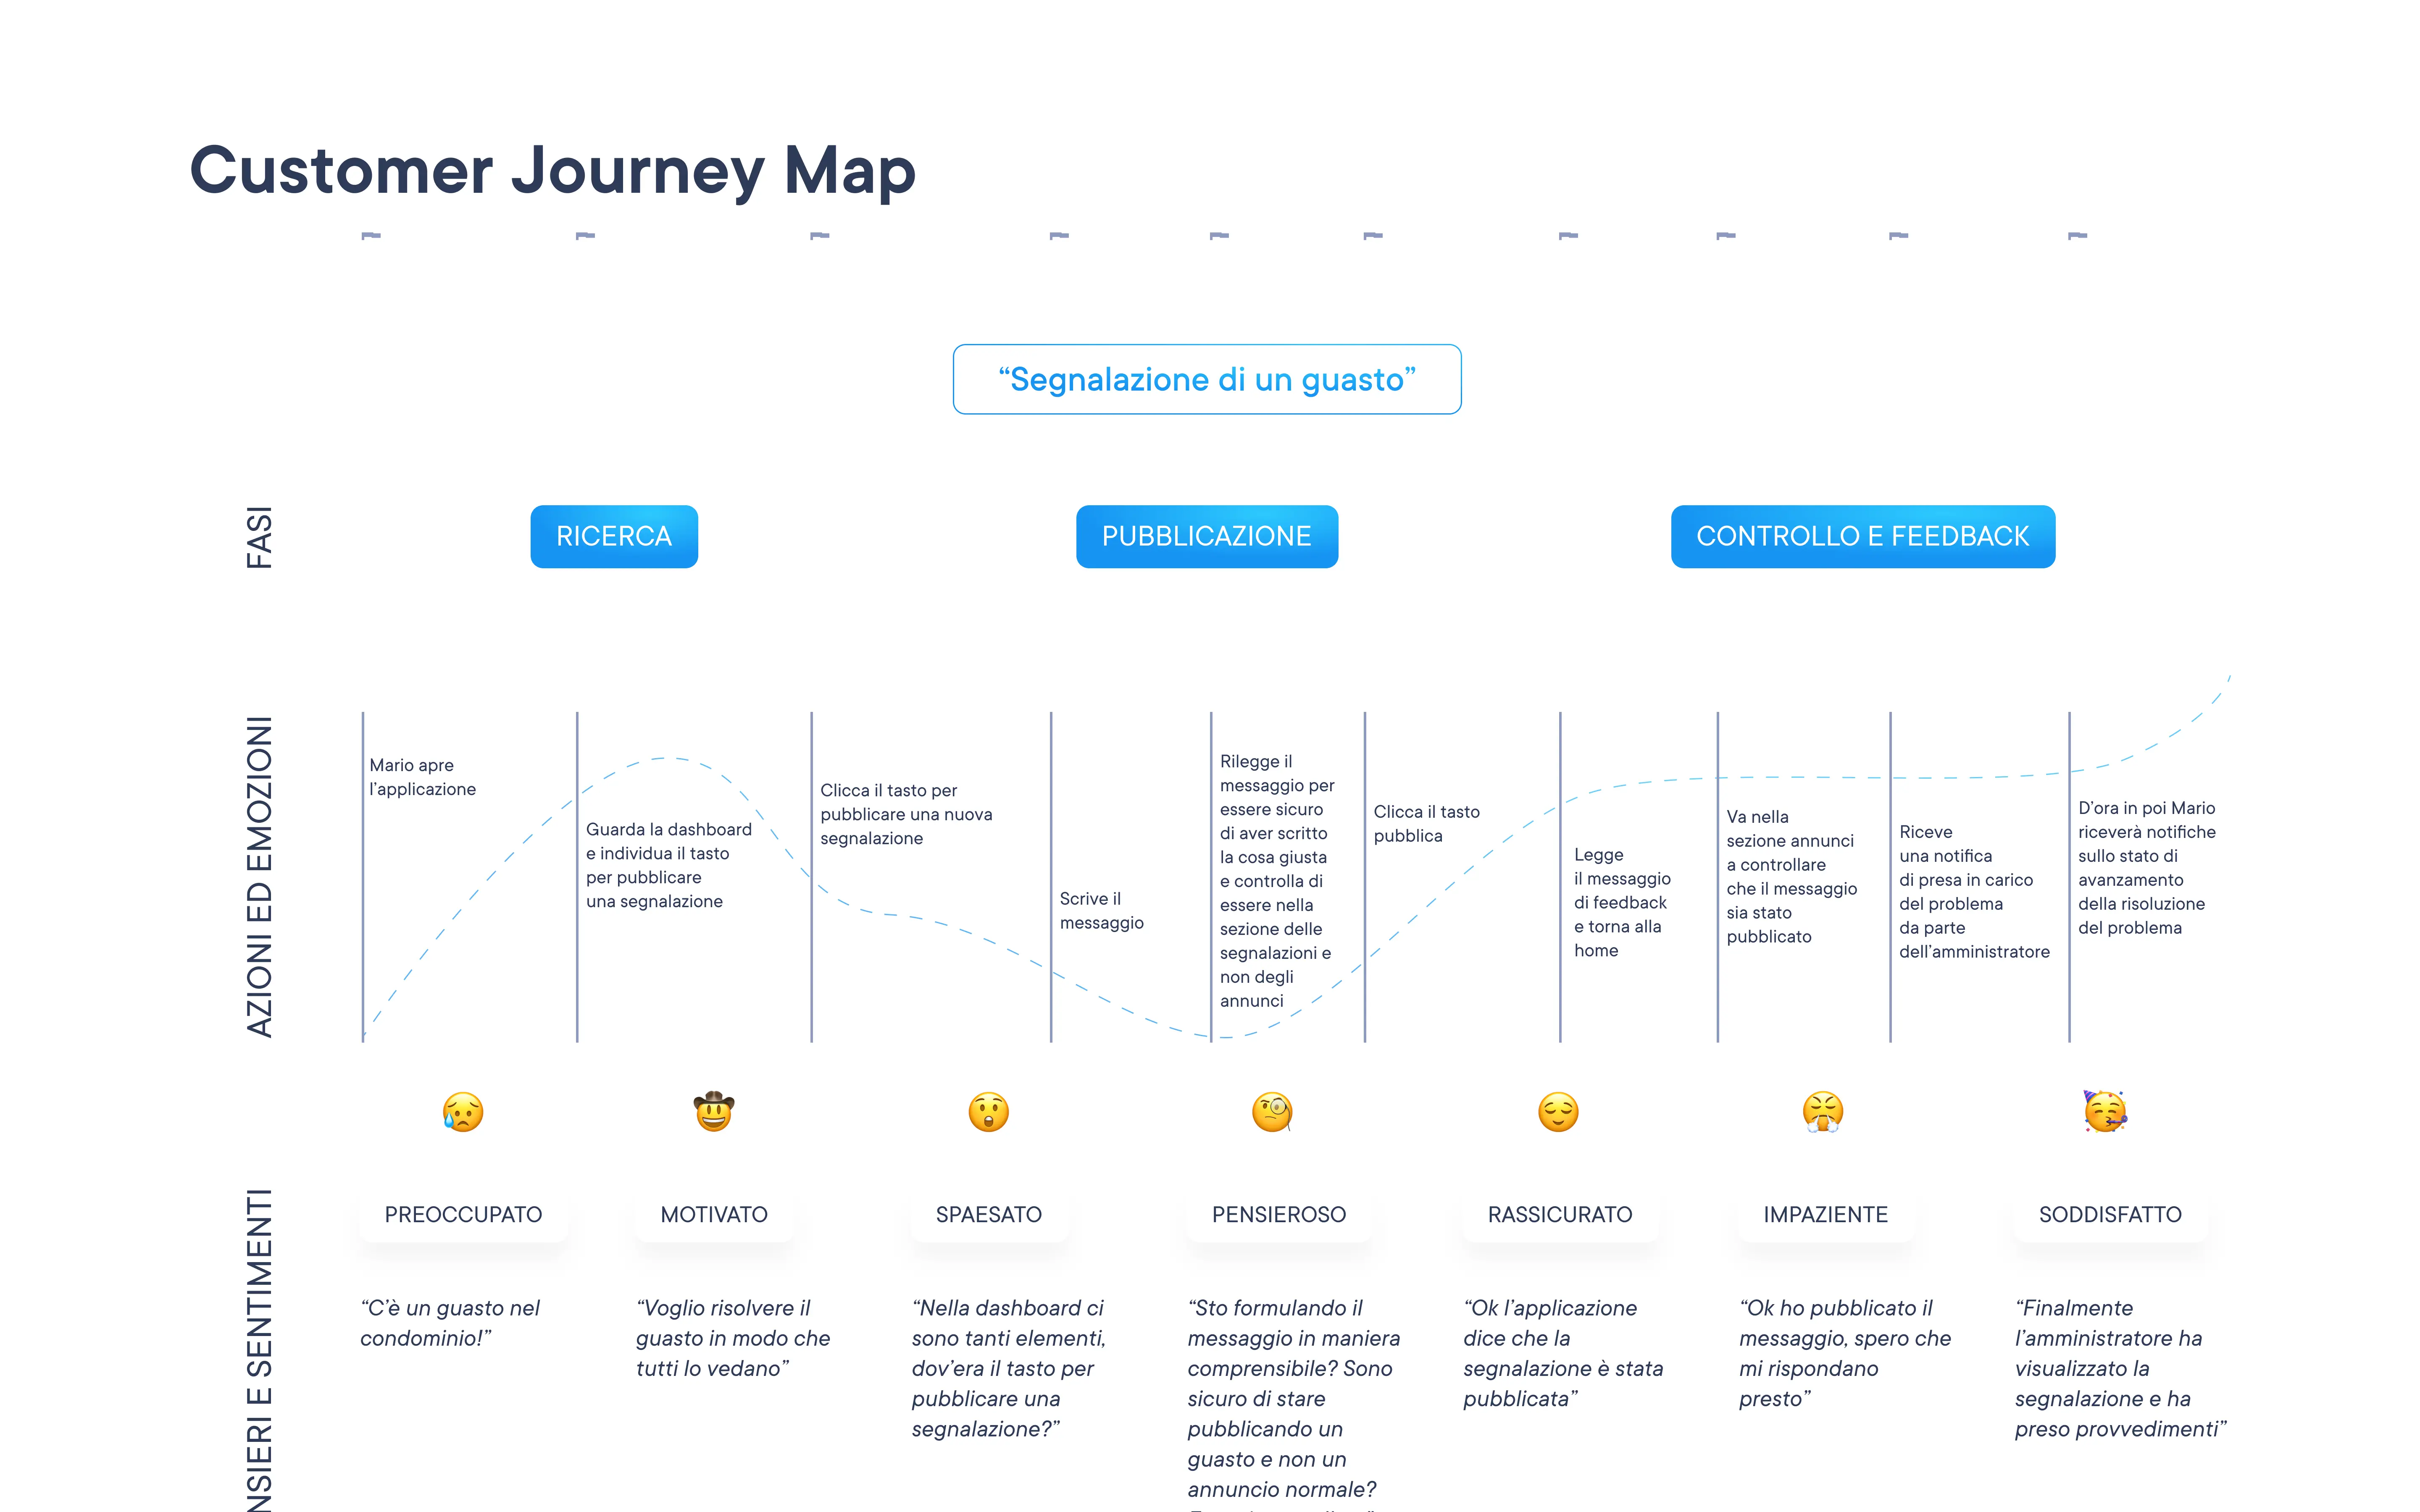 Customer Journey Map
“Segnalazione di un guasto”
FASI
RICERCA
PUBBLICAZIONE
CONTROLLO E FEEDBACK
AZIONI ED EMOZIONI
Mario apre
l’applicazione
Guarda la dashboard
e individua il tasto
per pubblicare
una segnalazione
Clicca il tasto per
pubblicare una nuova
segnalazione
Scrive il
messaggio
Rilegge il
messaggio per
essere sicuro
di aver scritto
la cosa giusta
e controlla di
essere nella
sezione delle
segnalazioni e
non degli
annunci
Clicca il tasto
pubblica
Legge
il messaggio
di feedback
e torna alla
home
Va nella
sezione annunci
a controllare
che il messaggio
sia stato
pubblicato
Riceve
una notifica
di presa in carico
del problema
da parte
dell’amministratore
D’ora in poi Mario
riceverà notifiche
sullo stato di
avanzamento
della risoluzione
del problema
NSIERI E SENTIMENTI
PREOCCUPATO
“C’è un guasto nel
condominio!”
MOTIVATO
“Voglio risolvere il
guasto in modo che
tutti lo vedano”
SPAESATO
“Nella dashboard ci
sono tanti elementi,
dov’era il tasto per
pubblicare una
segnalazione?”
PENSIEROSO
“Sto formulando il
messaggio in maniera
comprensibile? Sono
sicuro di stare
pubblicando un
guasto e non un
annuncio normale?
RASSICURATO
“Ok l’applicazione
dice che la
segnalazione è stata
pubblicata”
IMPAZIENTE
“Ok ho pubblicato il
messaggio, spero che
mi rispondano
presto”
SODDISFATTO
“Finalmente
l’amministratore ha
visualizzato la
segnalazione e ha
preso provvedimenti”